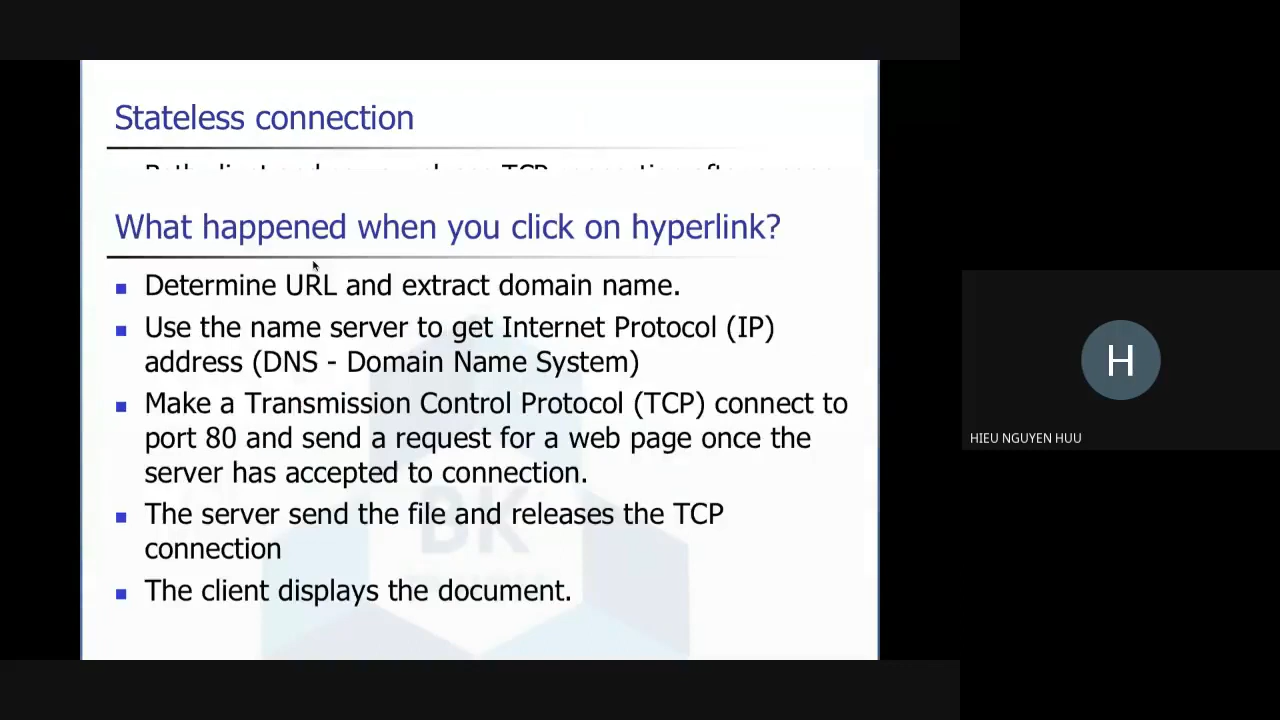 Stateless connection
What happened when you click on hyperlink?
Determine URL and extract domain name.
Use the name server to get Internet Protocol (IP)
address (DNS - Domain Name System)
Make a Transmission Control Protocol (TCP) connect to
port 80 and send a request for a web page once the
server has accepted to connection.
The server send the file and releases the TCP
connection
The client displays the document.
BK
H
HIEU NGUYEN HUU